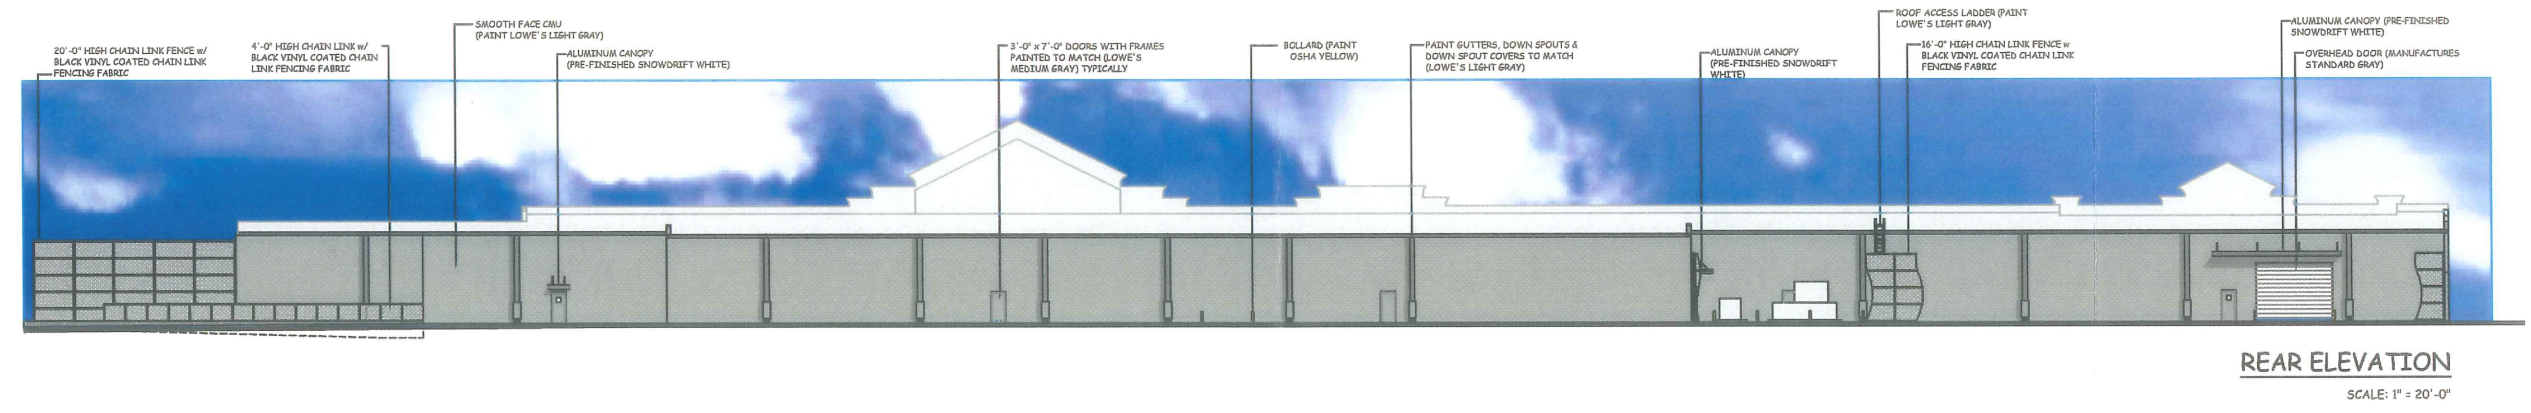 20'-0" HIGH CHAIN LINK FENCE w/
BLACK VINYL COATED CHAIN LINK
FENCING FABRIC
4'-0" HIGH CHAIN LINK w/
BLACK VINYL COATED CHAIN
LINK FENCING FABRIC
SMOOTH FACE CMU
(PAINT LOWE'S LIGHT GRAY)
ALUMINUM CANOPY
(PRE-FINISHED SNOWDRIFT WHITE)
3'-0" x 7'-0" DOORS WITH FRAMES
PAINTED TO MATCH (LOWE'S
MEDIUM GRAY) TYPICALLY
BOLLARD (PAINT
OSHA YELLOW)
PAINT GUTTERS, DOWN SPOUTS &
DOWN SPOUT COVERS TO MATCH
(LOWE'S LIGHT GRAY)
ALUMINUM CANOPY
(PRE-FINISHED SNOWDRIFT
WHITE)
ROOF ACCESS LADDER (PAINT
LOWE'S LIGHT GRAY)
16'-0" HIGH CHAIN LINK FENCE w
BLACK VINYL COATED CHAIN LINK
FENCING FABRIC
ALUMINUM CANOPY (PRE-FINISHED
SNOWDRIFT WHITE)
OVERHEAD DOOR (MANUFACTURES
STANDARD GRAY)
REAR ELEVATION
SCALE: 1" = 20'-0"